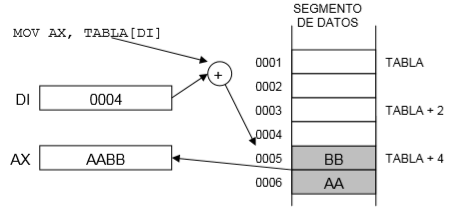 SEGMENTO
DE DATOS
MOV AX, TABLA[DI]
0001 TABLA
+
0002
DI 0004
0003 TABLA + 2
0004
AX AABB
0005 BB TABLA + 4
0006 AA